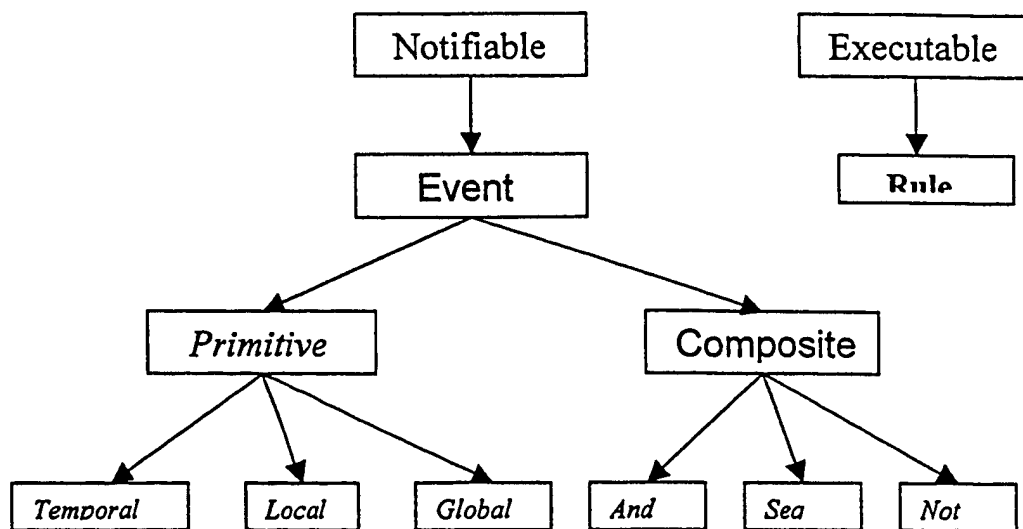 Notifiable Executable
Event Rule
Primitive Composite
Temporal Local Global And Seq Not